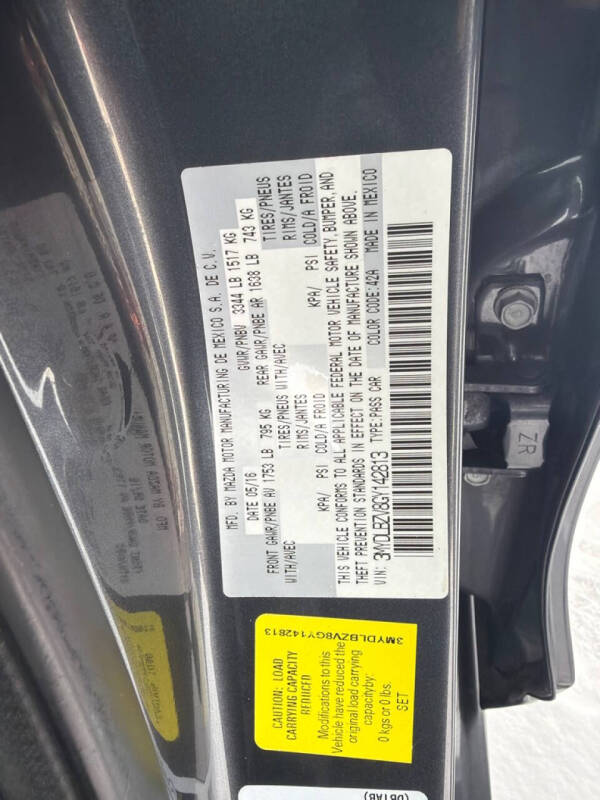 MFD. BY MAZDA MOTOR MANUFACTURING DE MEXICO S.A. DE C.V.
DATE 05/16 GVWR/PNBV 3344 LB 1517 KG
FRONT GAWR/PNBE AV 1753 LB 795 KG REAR GAWR/PNBE AR 1638 LB 743 KG
WITH/AVEC TIRES/PNEUS WITH/AVEC TIRES/PNEUS
RIMS/JANTES RIMS/JANTES
KPA/ PSI COLD/A FROID KPA/ PSI COLD/A FROID
THIS VEHICLE CONFORMS TO ALL APPLICABLE FEDERAL MOTOR VEHICLE SAFETY,BUMPER,AND
THEFT PREVENTION STANDARDS IN EFFECT ON THE DATE OF MANUFACTURE SHOWN ABOVE.
VIN: 3MYDLBZV8GY142813 TYPE:PASS CAR COLOR CODE:42A MADE IN MEXICO
CAUTION: LOAD
CARRYING CAPACITY
REDUCED
Modifications to this
Vehicle have reduced the
original load carrying
capacityby:
0 kgs or 0 lbs.
SET
3MYDLBZV8GY142813
(DB1AB)
ZR